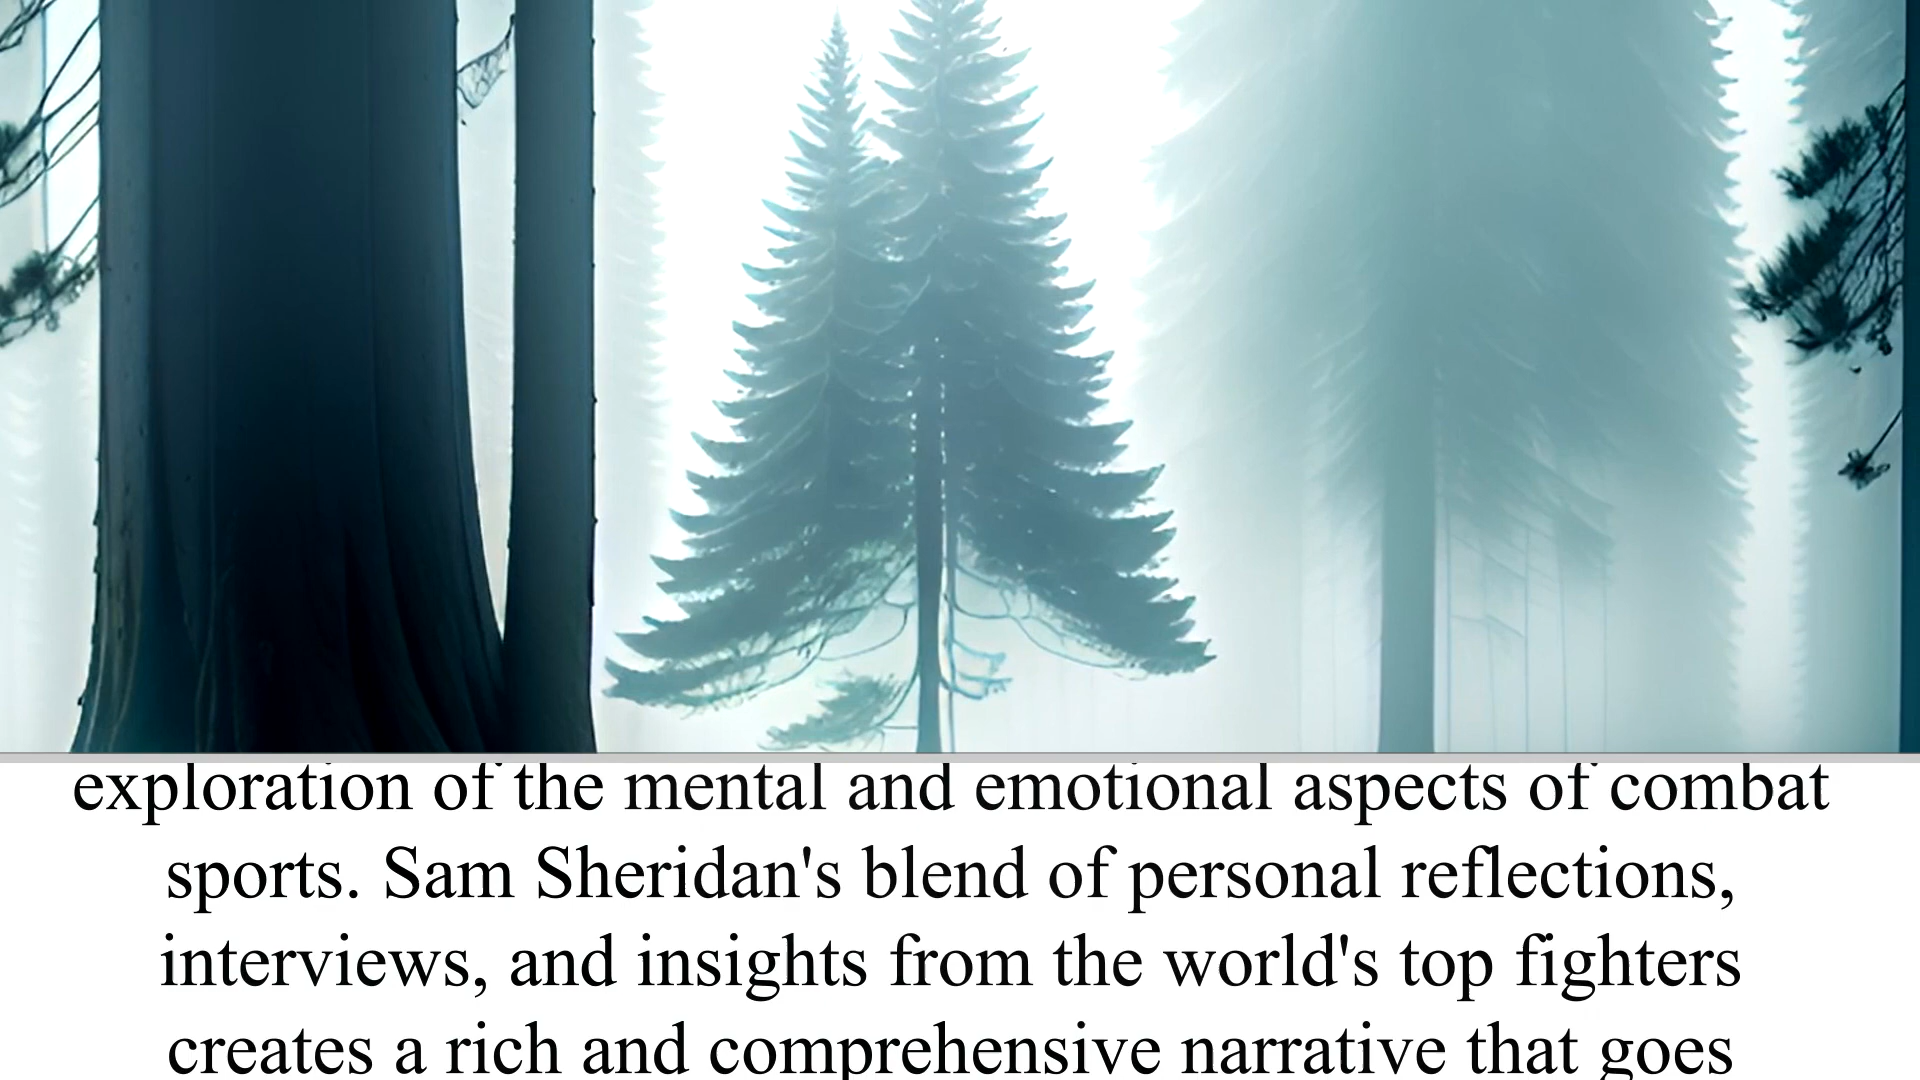 exploration of the mental and emotional aspects of combat
sports. Sam Sheridan's blend of personal reflections,
interviews, and insights from the world's top fighters
creates a rich and comprehensive narrative that goes